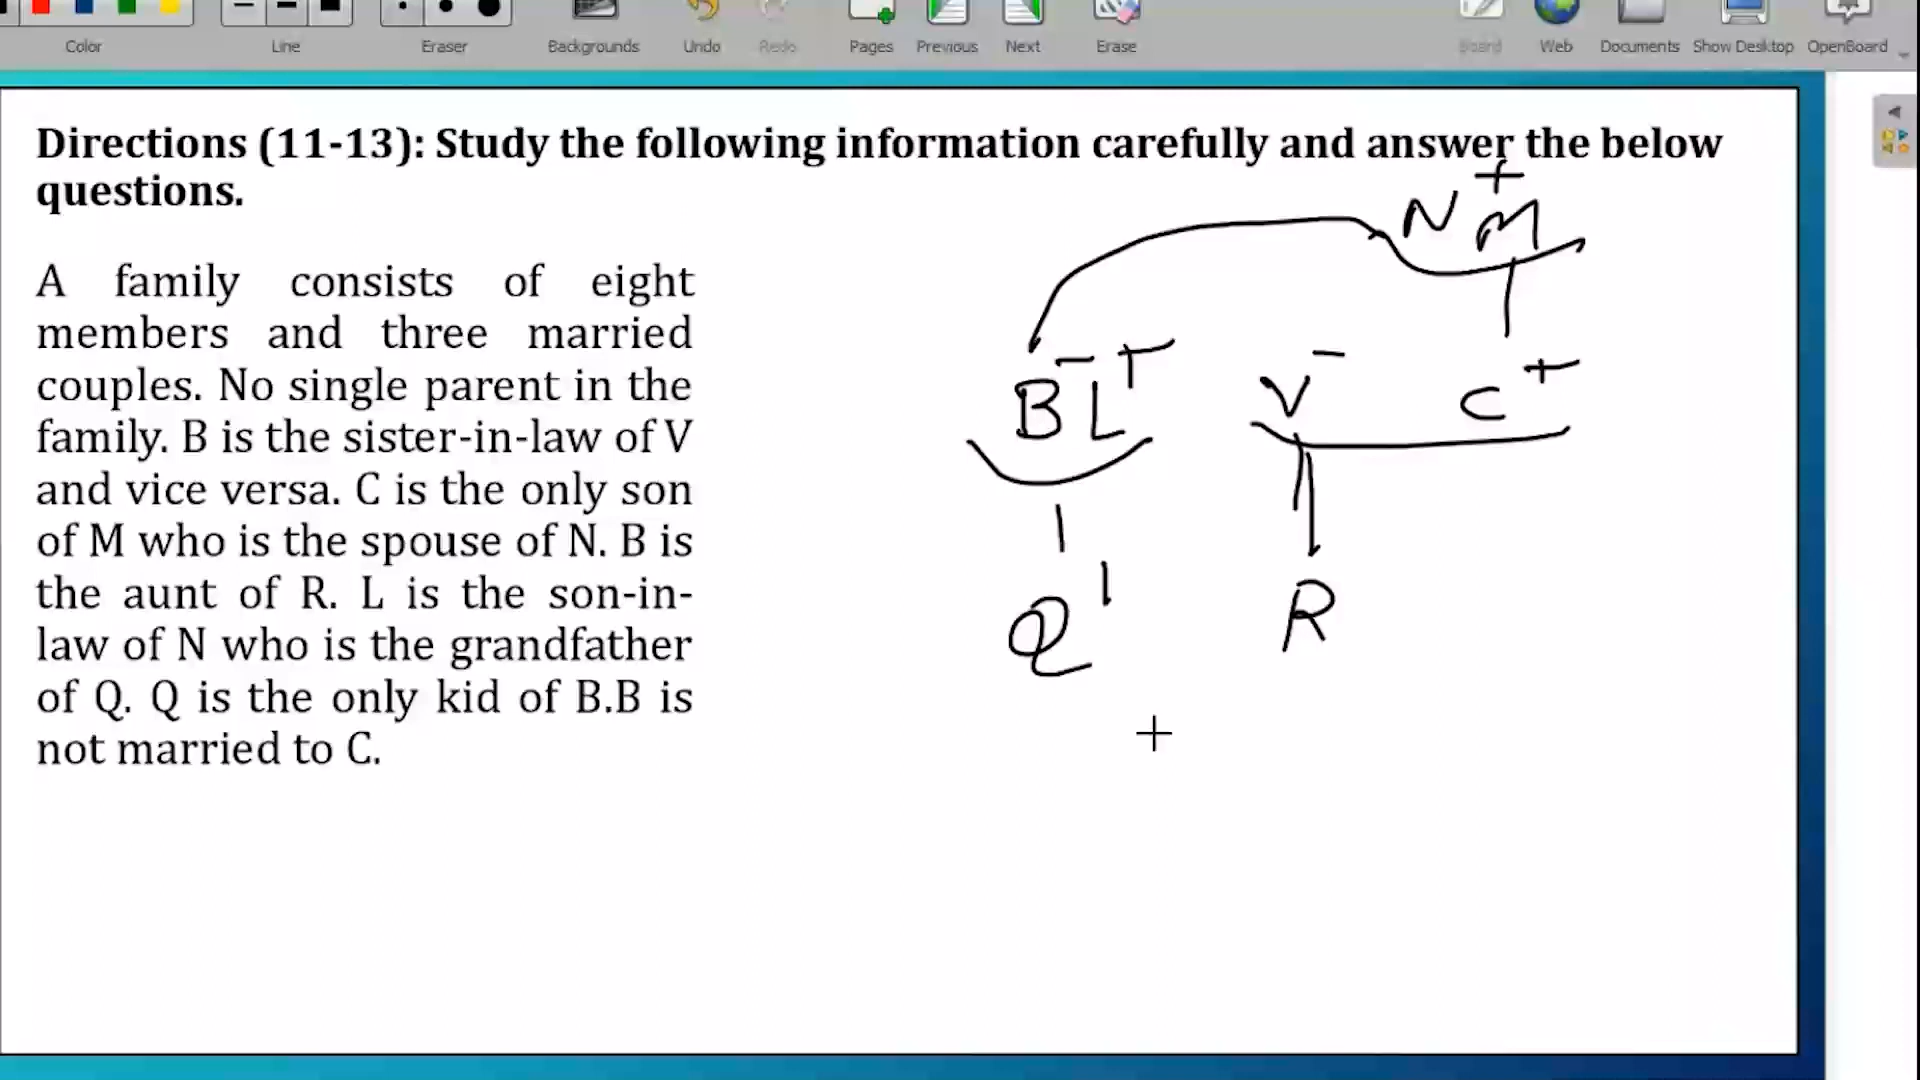 Color Line Eraser Backgrounds Undo Redo Pages Previous Next Erase Board Web Documents Show Desktop OpenBoard
Directions (11-13): Study the following information carefully and answer the below
questions.
A family consists of eight
members and three married
couples. No single parent in the
family. B is the sister-in-law of V
and vice versa. C is the only son
of M who is the spouse of N. B is
the aunt of R. L is the son-in-
law of N who is the grandfather
of Q. Q is the only kid of B.B is
not married to C.
N M +
B - L + V - C +
Q R